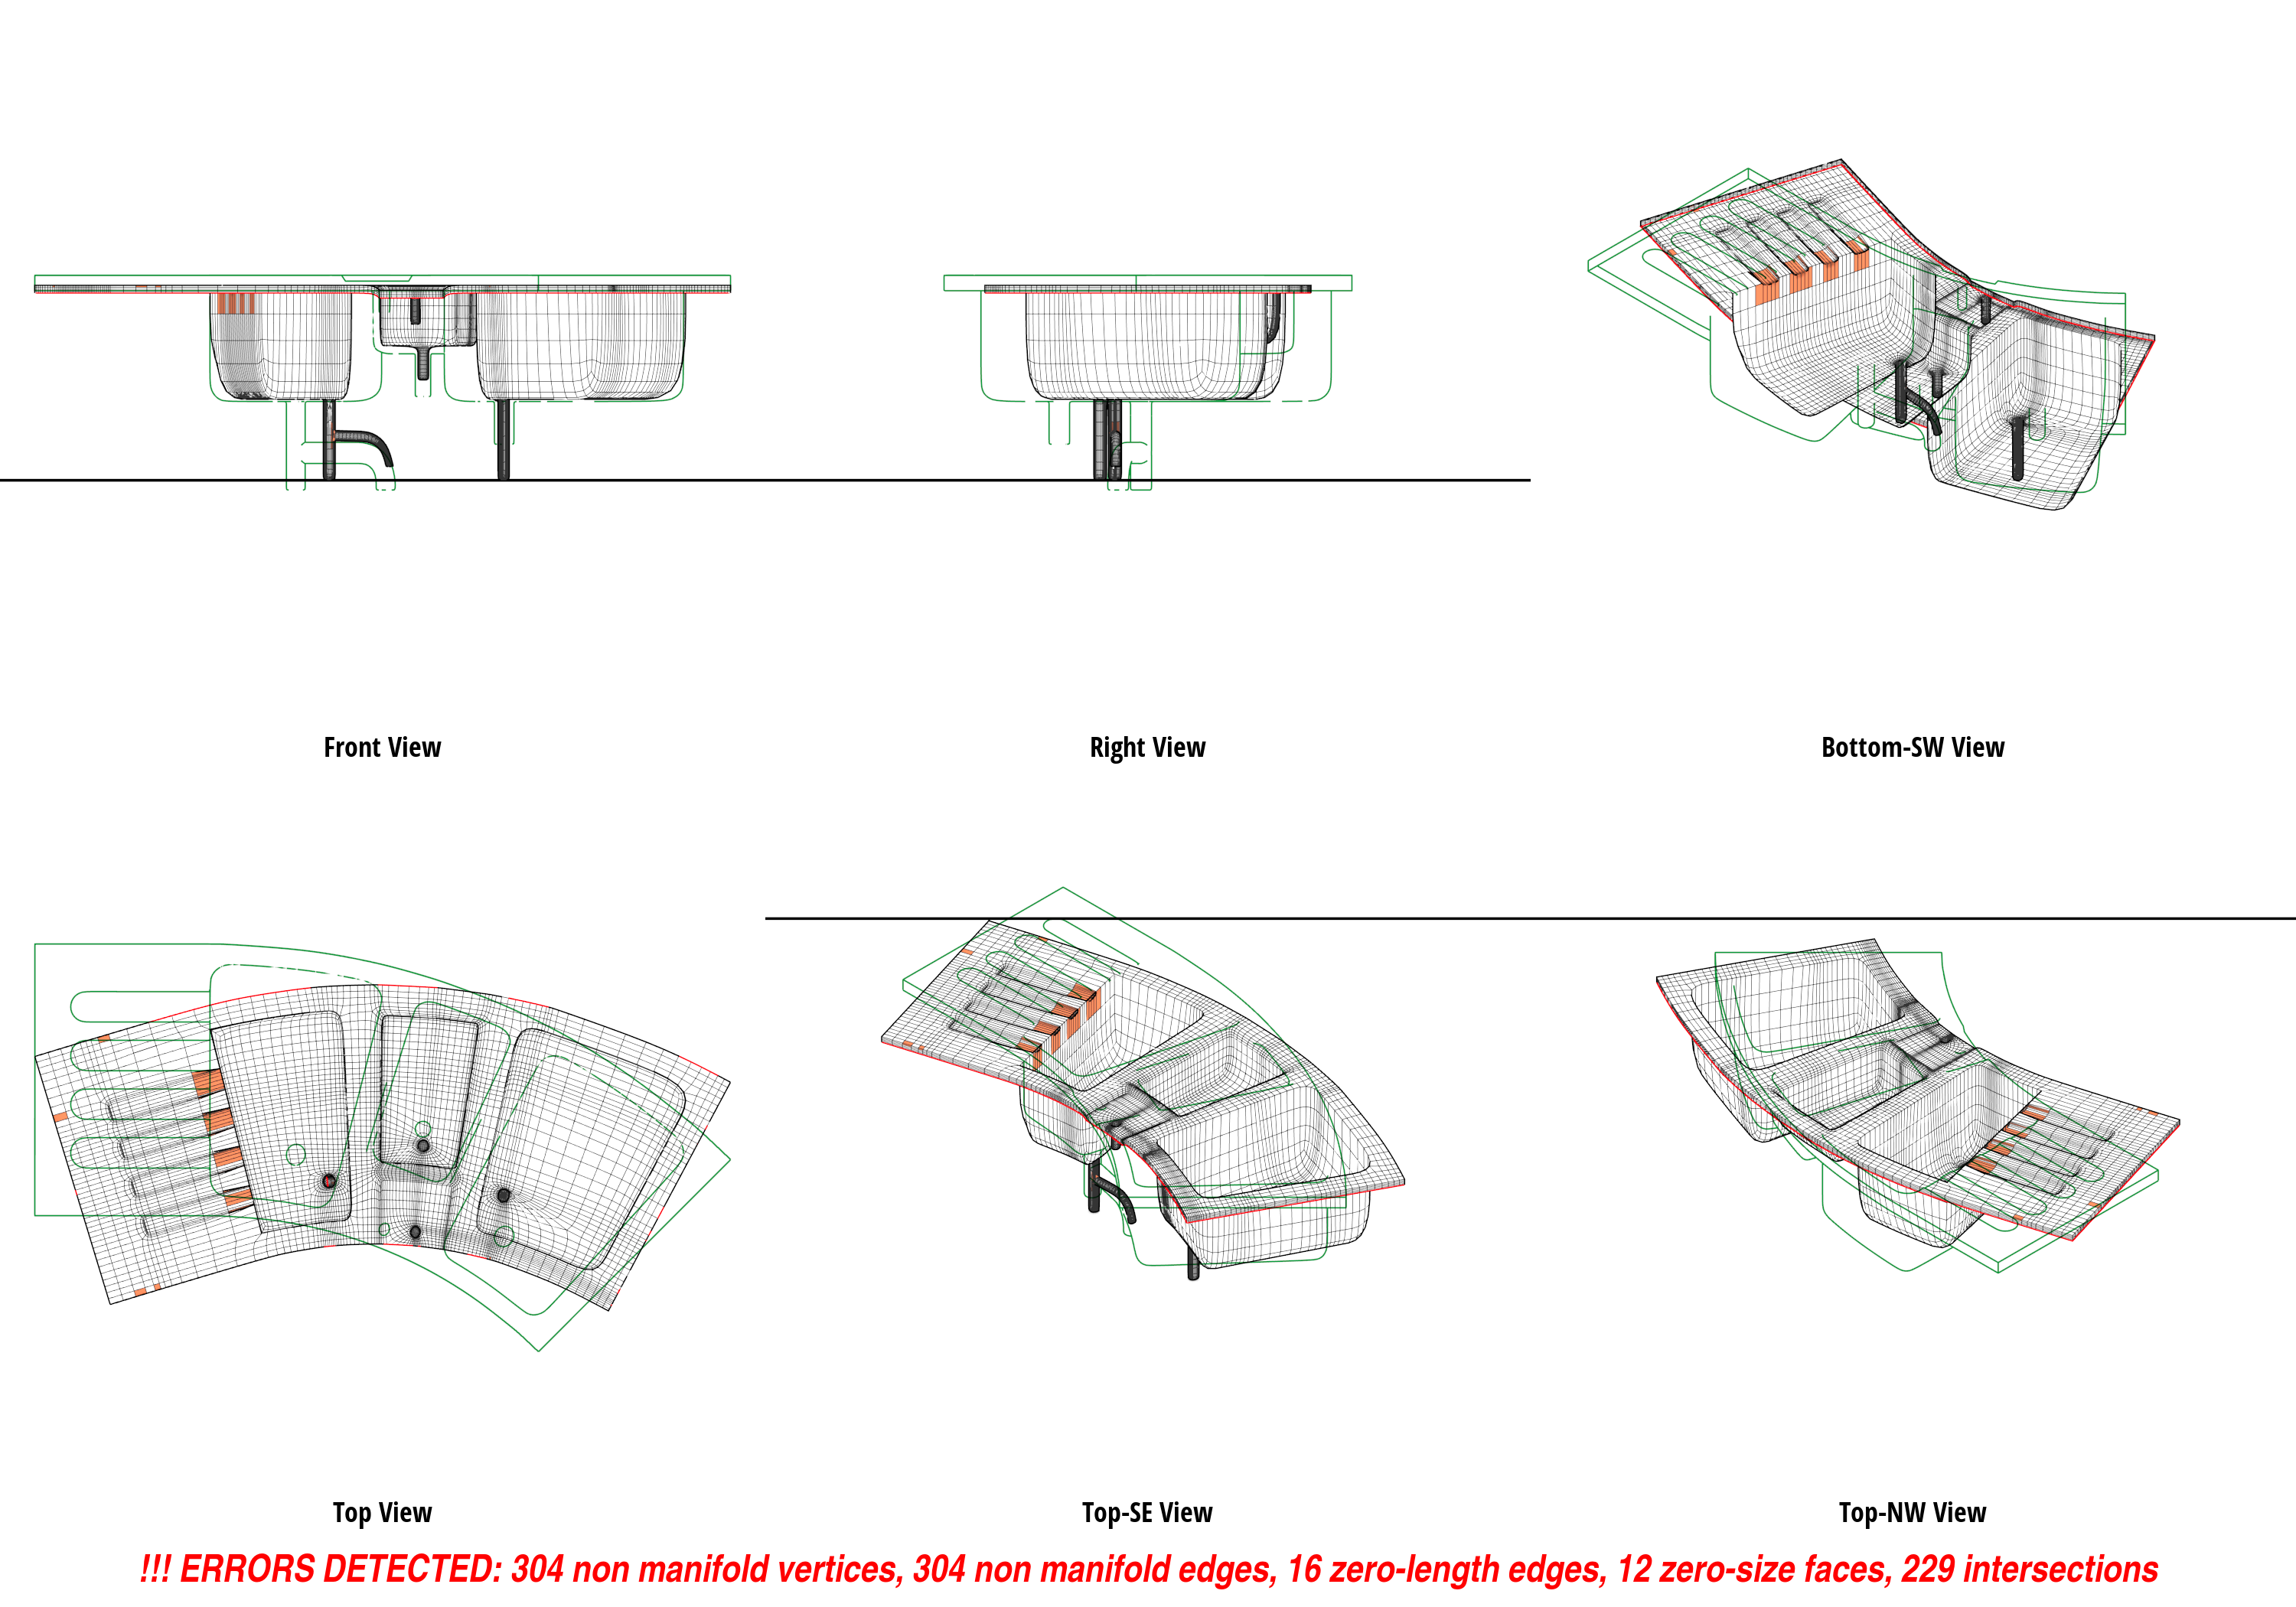 Front View
Right View
Bottom-SW View
Top View
Top-SE View
Top-NW View
!!! ERRORS DETECTED: 304 non manifold vertices, 304 non manifold edges, 16 zero-length edges, 12 zero-size faces, 229 intersections